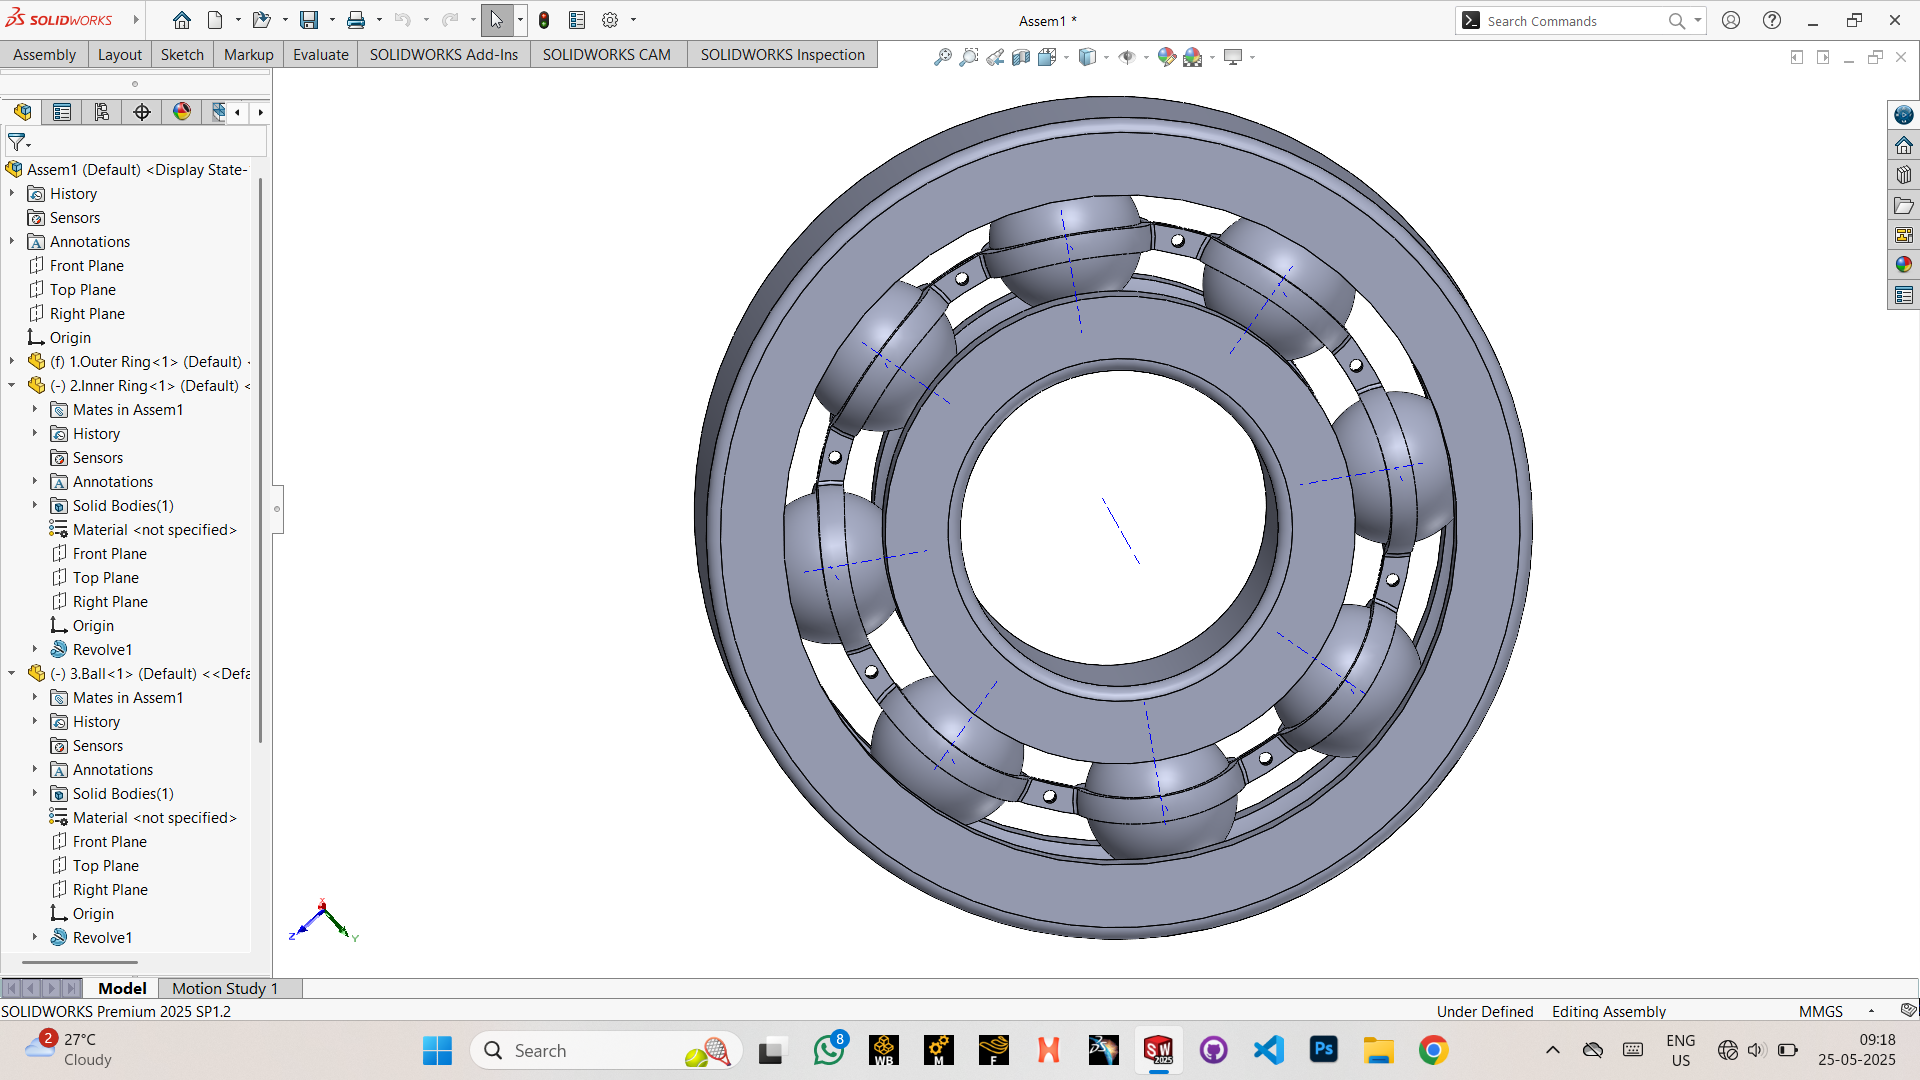 SOLIDWORKS
Assem1 *
Search Commands
Assembly
Layout
Sketch
Markup
Evaluate
SOLIDWORKS Add-Ins
SOLIDWORKS CAM
SOLIDWORKS Inspection
Assem1 (Default) <Display State-
History
Sensors
Annotations
Front Plane
Top Plane
Right Plane
Origin
(f) 1.Outer Ring<1> (Default)
(-) 2.Inner Ring<1> (Default) <
Mates in Assem1
History
Sensors
Annotations
Solid Bodies(1)
Material <not specified>
Front Plane
Top Plane
Right Plane
Origin
Revolve1
(-) 3.Ball<1> (Default) <<Defa
Mates in Assem1
History
Sensors
Annotations
Solid Bodies(1)
Material <not specified>
Front Plane
Top Plane
Right Plane
Origin
Revolve1
X
Z
Y
Model
Motion Study 1
SOLIDWORKS Premium 2025 SP1.2
Under Defined
Editing Assembly
MMGS
2
27°C
Cloudy
Search
8
WB
M
F
SW
2025
Ps
ENG
US
09:18
25-05-2025